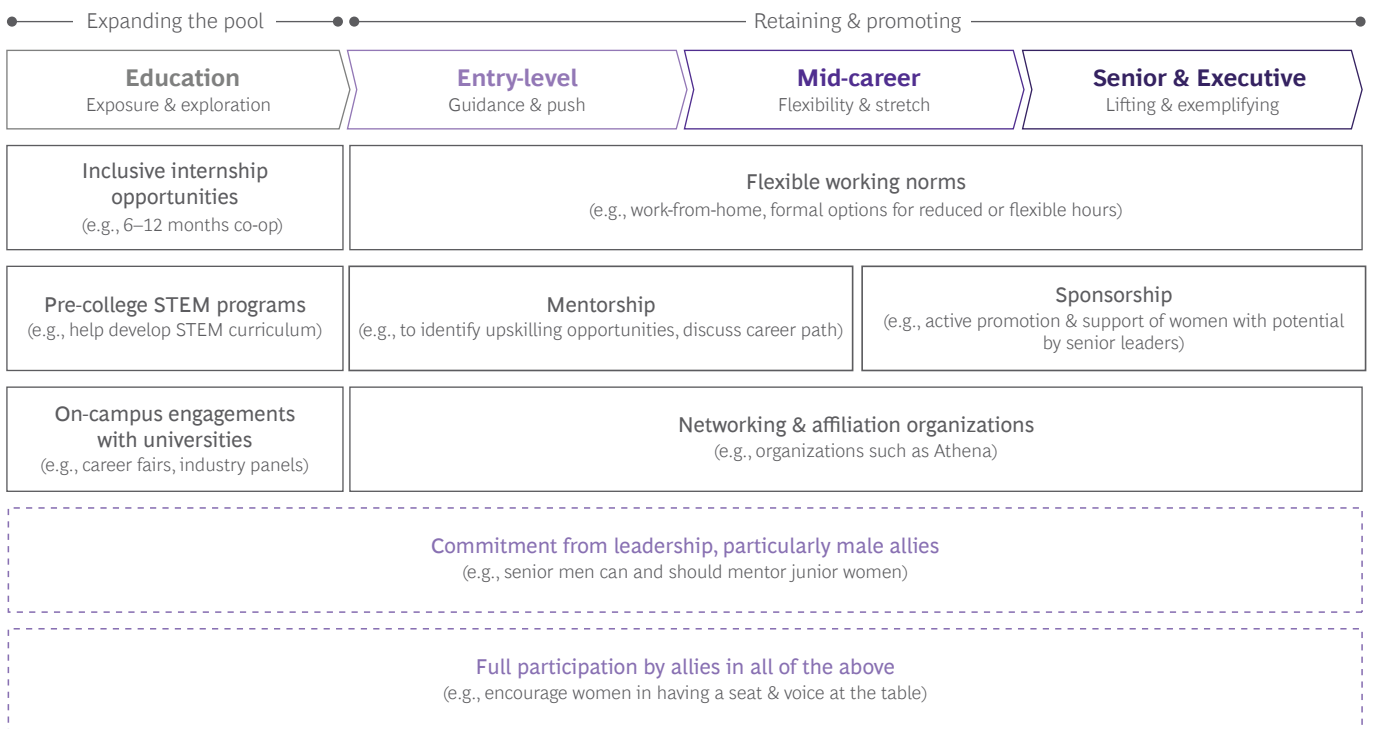 Expanding the pool
Retaining & promoting
Education
Exposure & exploration
Entry-level
Guidance & push
Mid-career
Flexibility & stretch
Senior & Executive
Lifting & exemplifying
Inclusive internship
opportunities
(e.g., 6–12 months co-op)
Flexible working norms
(e.g., work-from-home, formal options for reduced or flexible hours)
Pre-college STEM programs
(e.g., help develop STEM curriculum)
Mentorship
(e.g., to identify upskilling opportunities, discuss career path)
Sponsorship
(e.g., active promotion & support of women with potential
by senior leaders)
On-campus engagements
with universities
(e.g., career fairs, industry panels)
Networking & affiliation organizations
(e.g., organizations such as Athena)
Commitment from leadership, particularly male allies
(e.g., senior men can and should mentor junior women)
Full participation by allies in all of the above
(e.g., encourage women in having a seat & voice at the table)